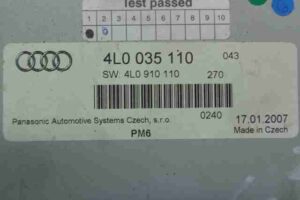 Test passed
1 2 3 4 5 6 7 8 9 10
4L0 035 110 043
SW: 4L0 910 110 270
0240
Panasonic Automotive Systems Czech, s.r.o. 17.01.2007
PM6 Made in Czech